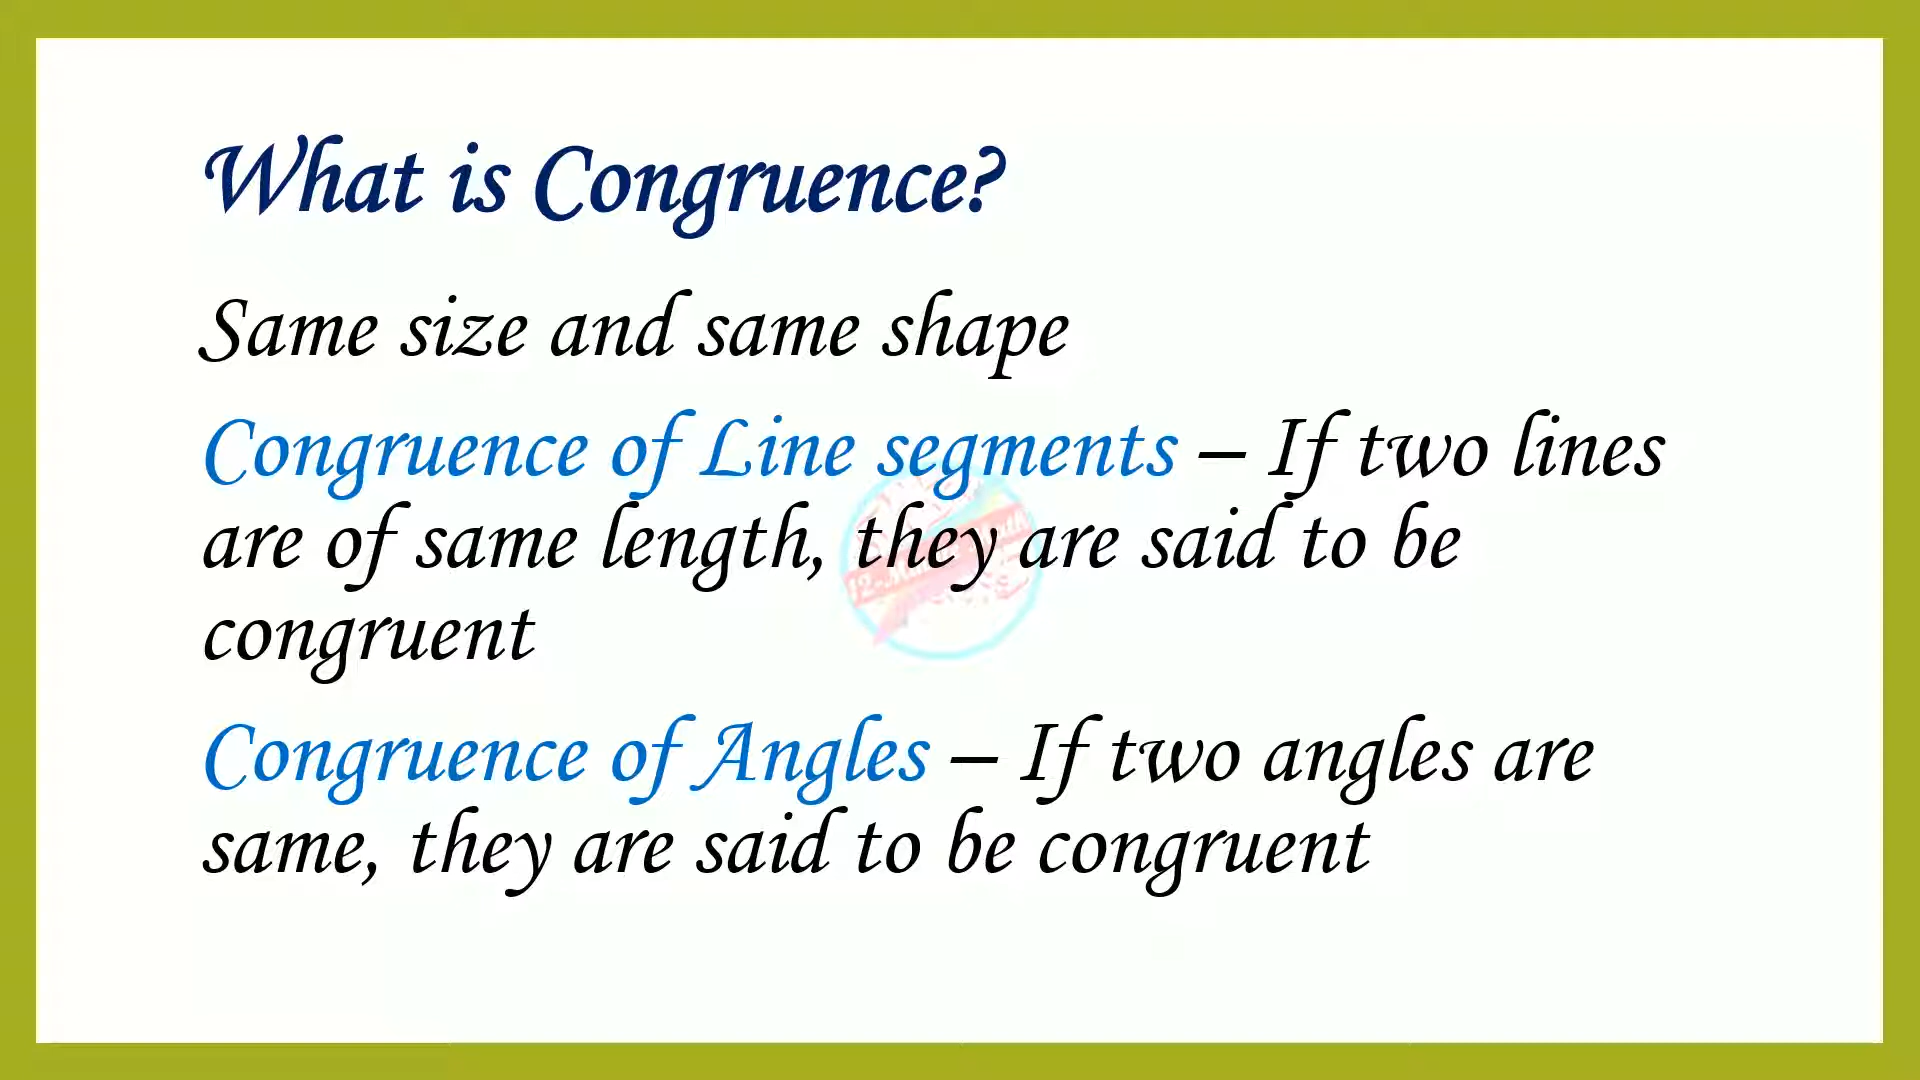 What is Congruence?
Same size and same shape
Congruence of Line segments – If two lines
are of same length, they are said to be
congruent
Congruence of Angles – If two angles are
same, they are said to be congruent